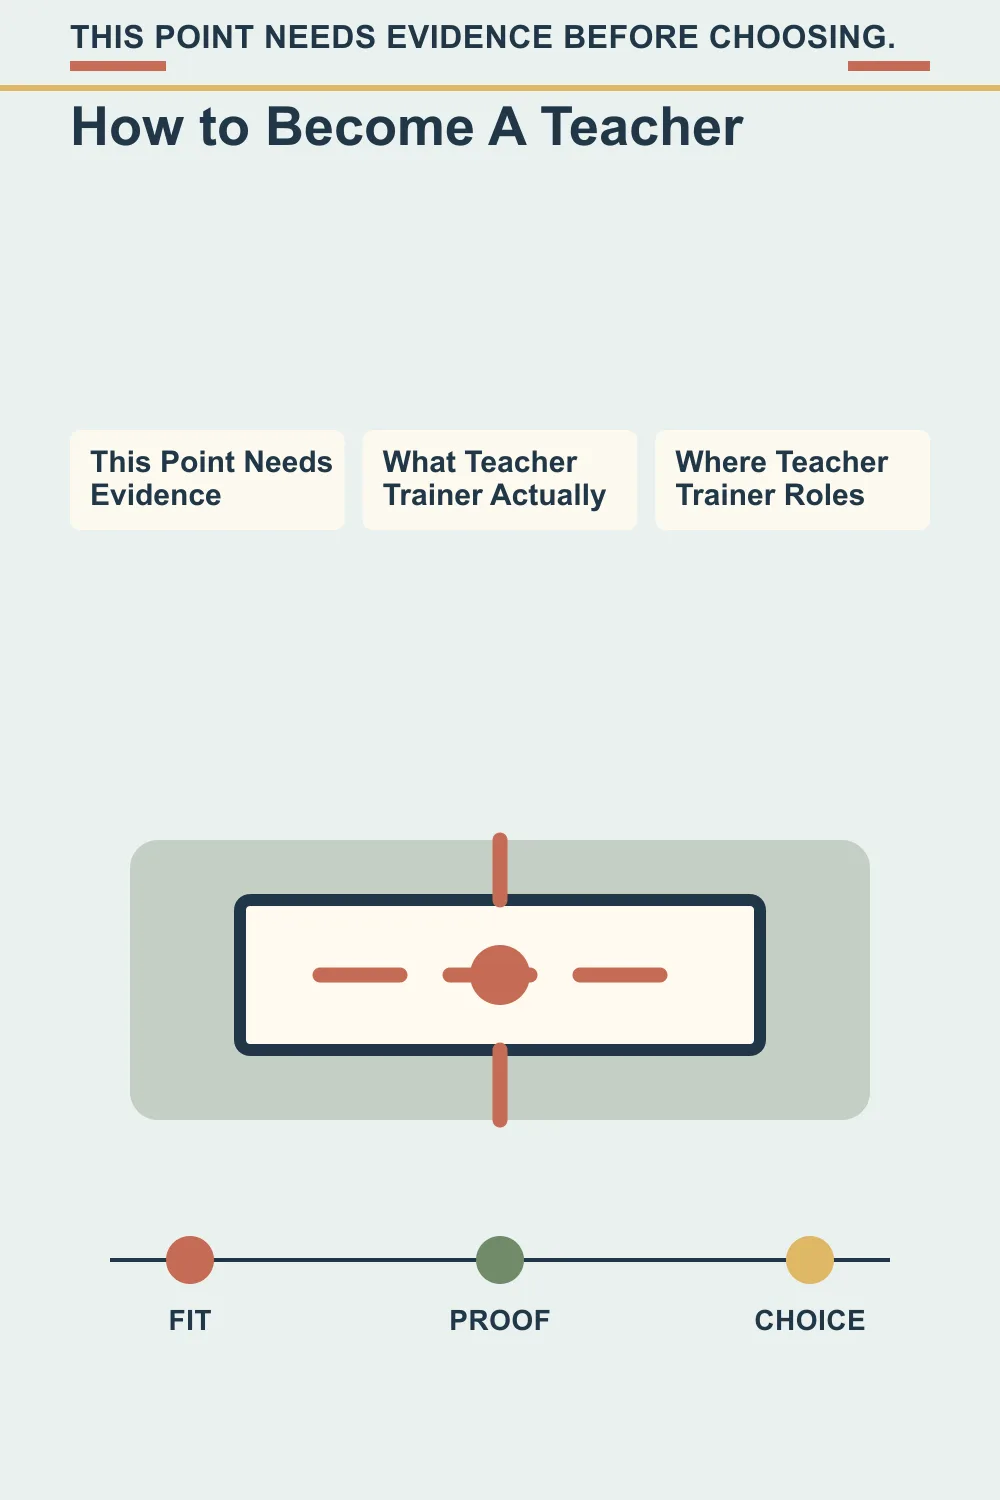 THIS POINT NEEDS EVIDENCE BEFORE CHOOSING.
How to Become A Teacher
This Point Needs
Evidence
What Teacher
Trainer Actually
Where Teacher
Trainer Roles
FIT
PROOF
CHOICE